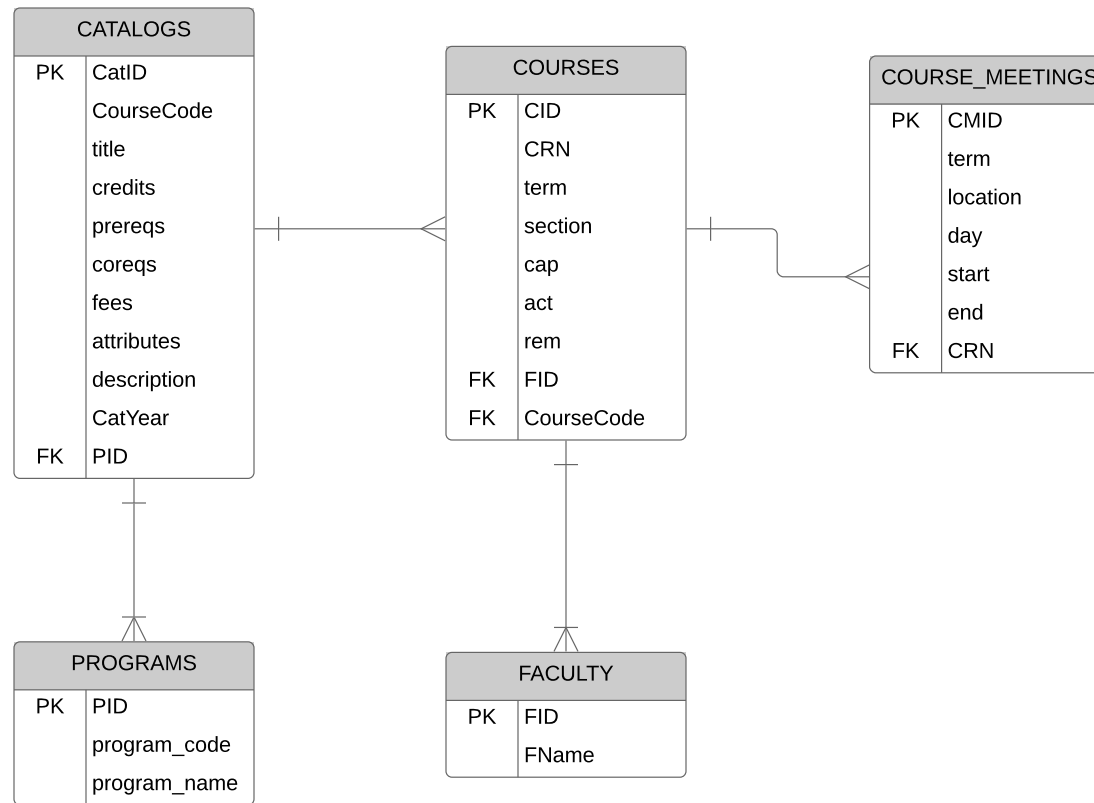 CATALOGS
PK CatID
CourseCode
title
credits
prereqs
coreqs
fees
attributes
description
CatYear
FK PID
COURSES
PK CID
CRN
term
section
cap
act
rem
FK FID
FK CourseCode
COURSE_MEETINGS
PK CMID
term
location
day
start
end
FK CRN
PROGRAMS
PK PID
program_code
program_name
FACULTY
PK FID
FName